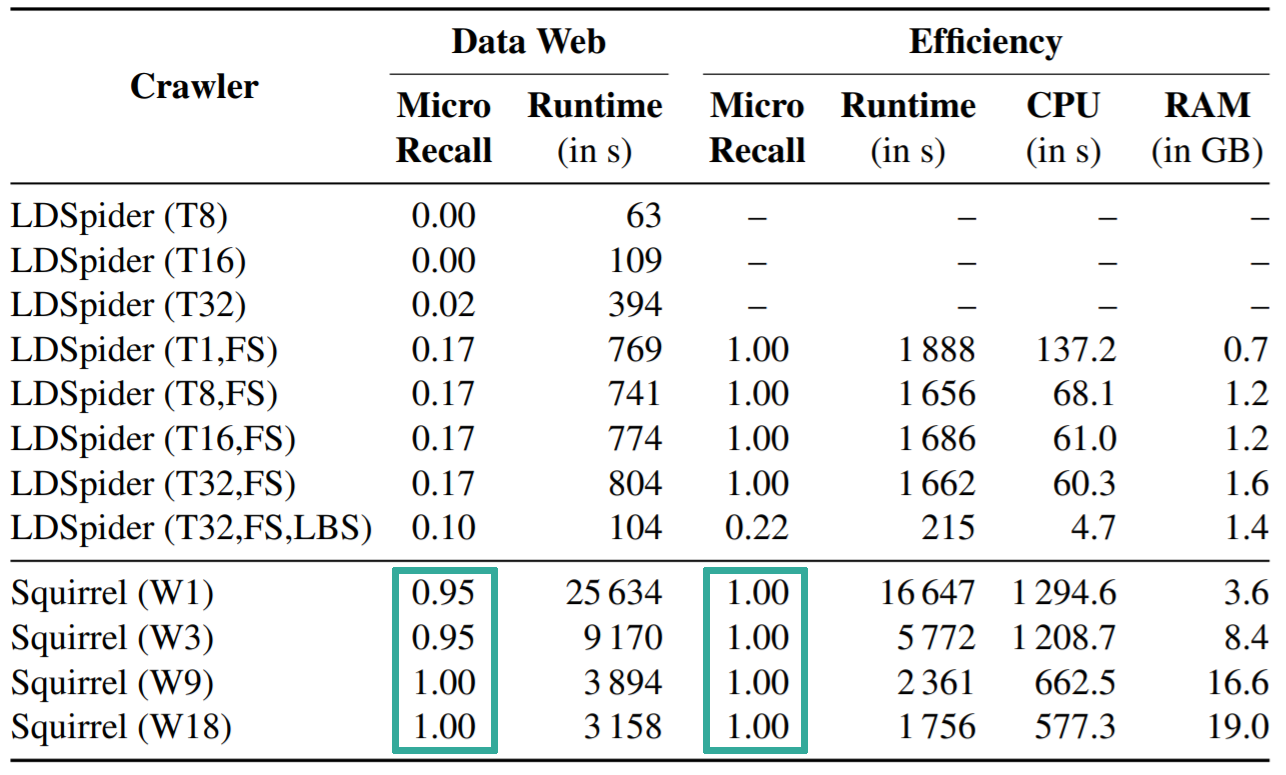 Data Web Efficiency
Crawler
Micro Runtime Micro Runtime CPU RAM
Recall (in s) Recall (in s) (in s) (in GB)
LDSpider (T8) 0.00 63 – – – –
LDSpider (T16) 0.00 109 – – – –
LDSpider (T32) 0.02 394 – – – –
LDSpider (T1,FS) 0.17 769 1.00 1 888 137.2 0.7
LDSpider (T8,FS) 0.17 741 1.00 1 656 68.1 1.2
LDSpider (T16,FS) 0.17 774 1.00 1 686 61.0 1.2
LDSpider (T32,FS) 0.17 804 1.00 1 662 60.3 1.6
LDSpider (T32,FS,LBS) 0.10 104 0.22 215 4.7 1.4
Squirrel (W1) 0.95 25 634 1.00 16 647 1 294.6 3.6
Squirrel (W3) 0.95 9 170 1.00 5 772 1 208.7 8.4
Squirrel (W9) 1.00 3 894 1.00 2 361 662.5 16.6
Squirrel (W18) 1.00 3 158 1.00 1 756 577.3 19.0